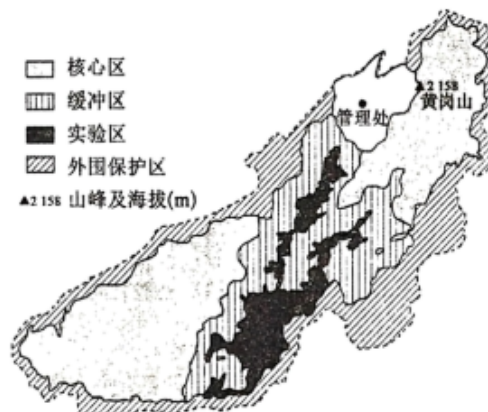 核心区
缓冲区
实验区
外围保护区
▲2 158 山峰及海拔(m)
▲2 158
黄岗山
管理处